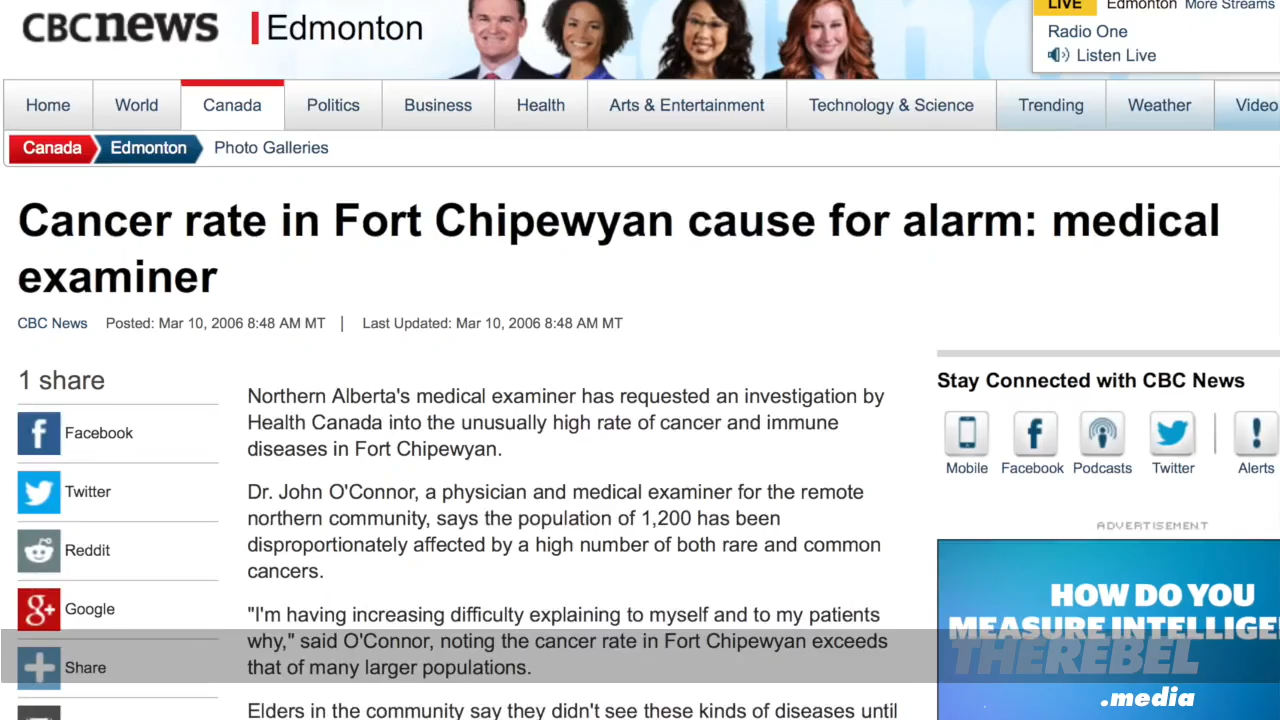 CBCnews Edmonton
LIVE Edmonton More Streams
Radio One
Listen Live
Home World Canada Politics Business Health Arts & Entertainment Technology & Science Trending Weather Video
Canada Edmonton Photo Galleries
Cancer rate in Fort Chipewyan cause for alarm: medical
examiner
CBC News Posted: Mar 10, 2006 8:48 AM MT | Last Updated: Mar 10, 2006 8:48 AM MT
1 share
Facebook
Twitter
Reddit
Google
Share
Northern Alberta's medical examiner has requested an investigation by
Health Canada into the unusually high rate of cancer and immune
diseases in Fort Chipewyan.
Dr. John O'Connor, a physician and medical examiner for the remote
northern community, says the population of 1,200 has been
disproportionately affected by a high number of both rare and common
cancers.
"I'm having increasing difficulty explaining to myself and to my patients
why," said O'Connor, noting the cancer rate in Fort Chipewyan exceeds
that of many larger populations.
Elders in the community say they didn't see these kinds of diseases until
Stay Connected with CBC News
Mobile Facebook Podcasts Twitter Alerts
ADVERTISEMENT
HOW DO YOU
MEASURE INTELLIGE
THEREBEL
.media